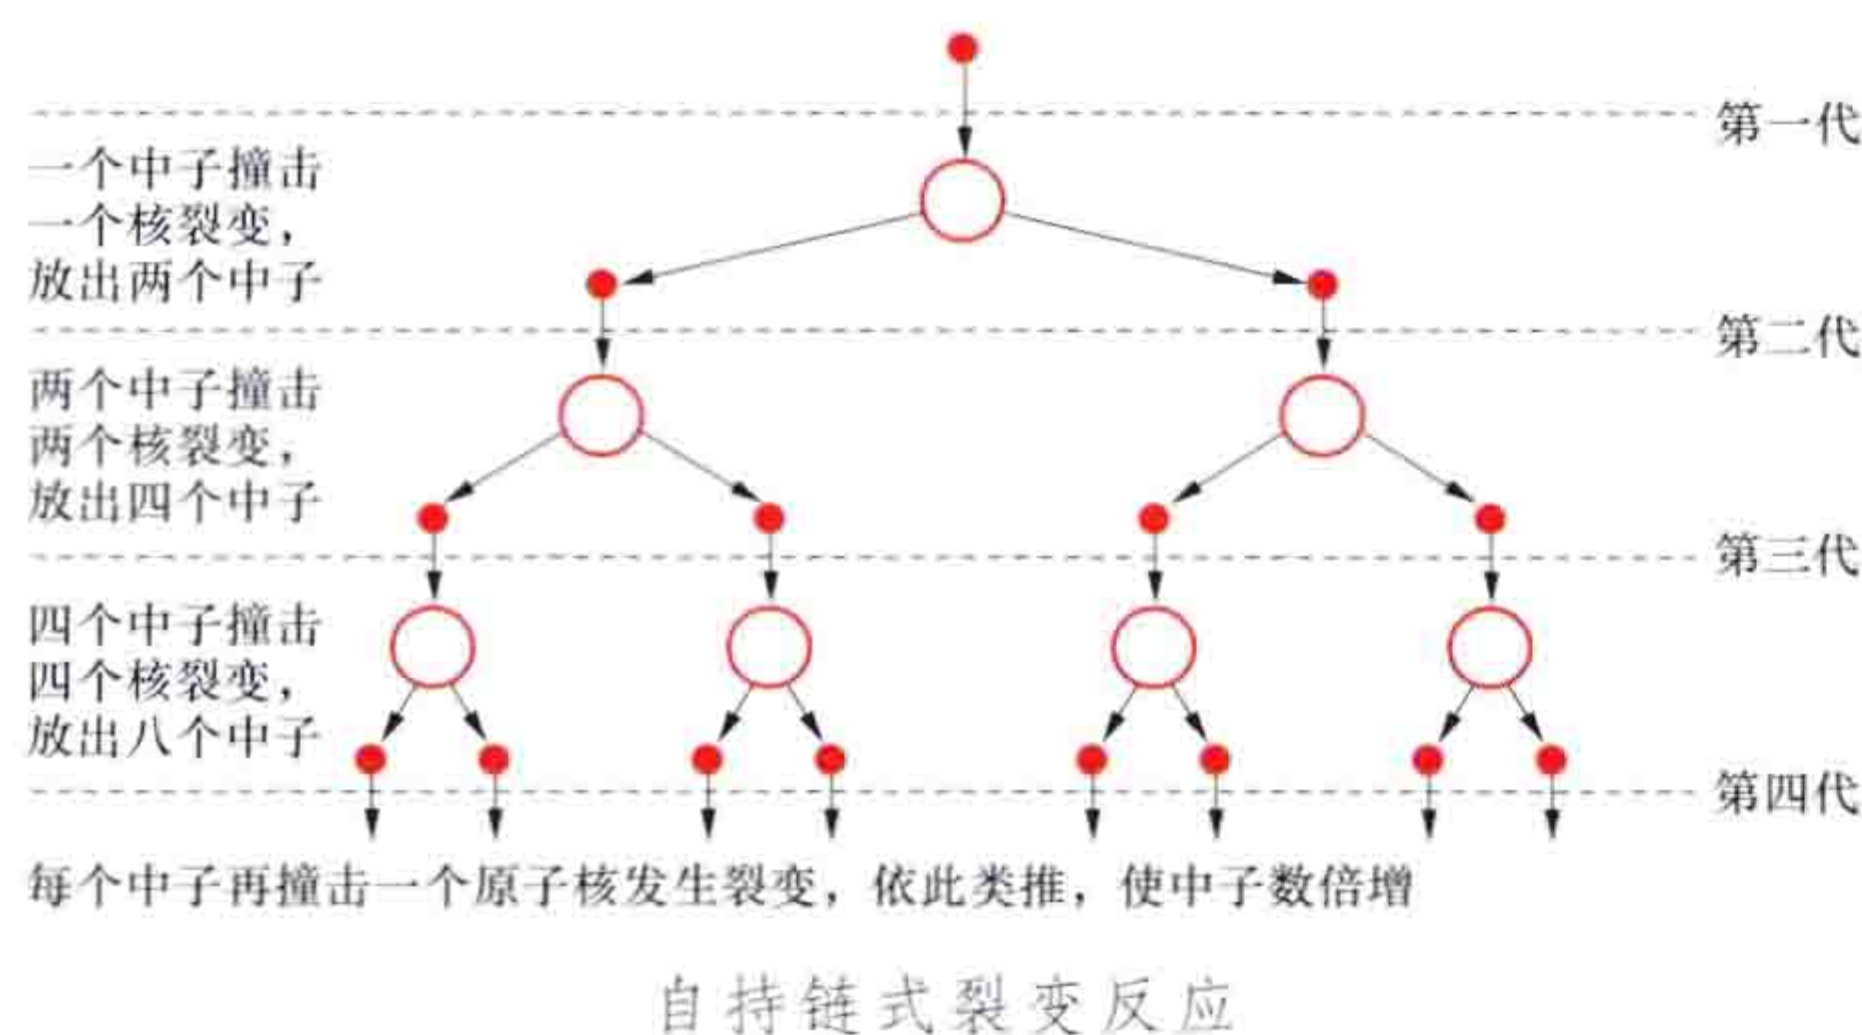 第一代
一个中子撞击
一个核裂变，
放出两个中子
第二代
两个中子撞击
两个核裂变，
放出四个中子
第三代
四个中子撞击
四个核裂变，
放出八个中子
第四代
每个中子再撞击一个原子核发生裂变，依此类推，使中子数倍增
自持链式裂变反应